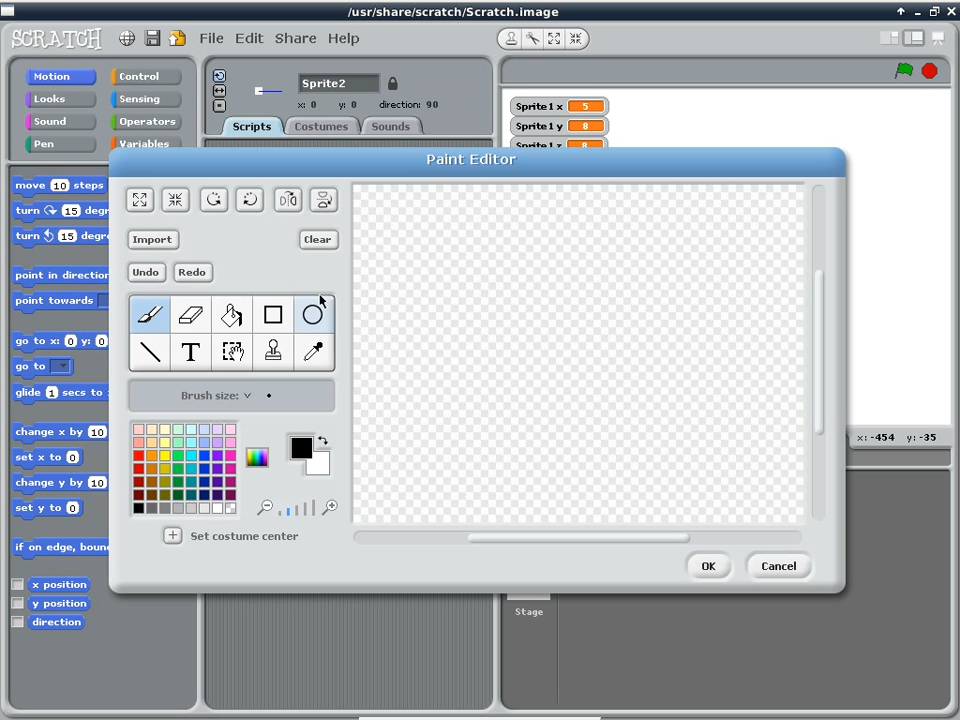 /usr/share/scratch/Scratch.image
SCRATCH
File Edit Share Help
Motion
Control
Looks
Sensing
Sound
Operators
Pen
Variables
Sprite2
x: 0 y: 0 direction: 90
Scripts Costumes Sounds
Sprite1 x 5
Sprite1 y 8
Sprite1 z 8
move 10 steps
turn 15 degr
turn 15 degre
point in direction
point towards
go to x: 0 y: 0
go to
glide 1 secs to
change x by 10
set x to 0
change y by 10
set y to 0
if on edge, boun
x position
y position
direction
Paint Editor
Import
Clear
Undo
Redo
T
Brush size:
Set costume center
OK
Cancel
x: -454 y: -35
Stage